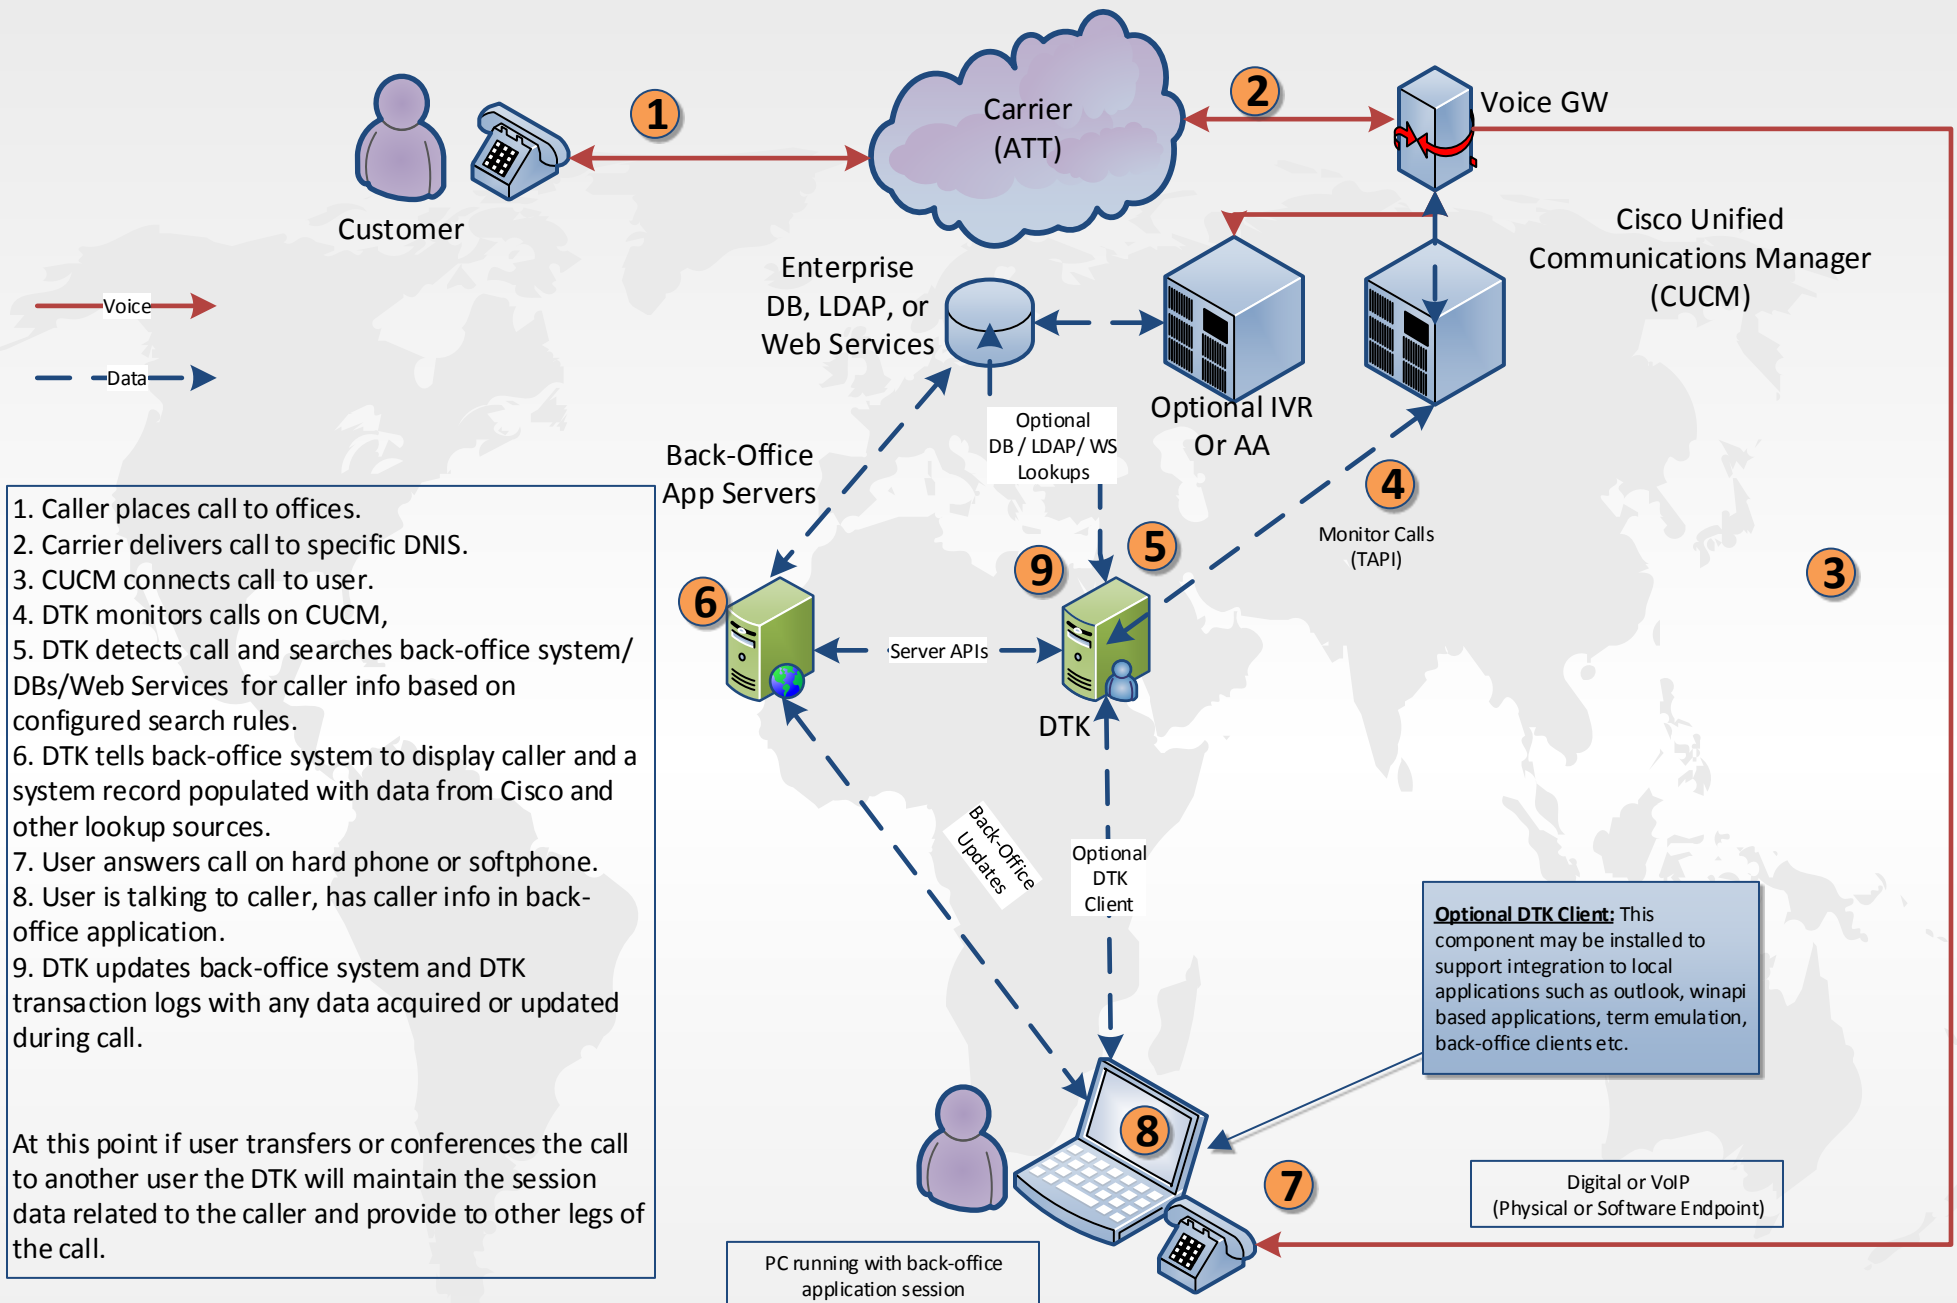 1
Carrier
(ATT)
2
Voice GW
Customer
Cisco Unified
Communications Manager
(CUCM)
Enterprise
DB, LDAP, or
Web Services
Voice
Data
Optional IVR
Or AA
Optional
DB / LDAP/ WS
Lookups
Back-Office
App Servers
4
Monitor Calls
(TAPI)
5
9
3
6
Server APIs
DTK
1. Caller places call to offices.
2. Carrier delivers call to specific DNIS.
3. CUCM connects call to user.
4. DTK monitors calls on CUCM,
5. DTK detects call and searches back-office system/
DBs/Web Services for caller info based on
configured search rules.
6. DTK tells back-office system to display caller and a
system record populated with data from Cisco and
other lookup sources.
7. User answers call on hard phone or softphone.
8. User is talking to caller, has caller info in back-
office application.
9. DTK updates back-office system and DTK
transaction logs with any data acquired or updated
during call.
At this point if user transfers or conferences the call
to another user the DTK will maintain the session
data related to the caller and provide to other legs of
the call.
Back-Office
Updates
Optional
DTK
Client
Optional DTK Client: This
component may be installed to
support integration to local
applications such as outlook, winapi
based applications, term emulation,
back-office clients etc.
8
7
Digital or VoIP
(Physical or Software Endpoint)
PC running with back-office
application session